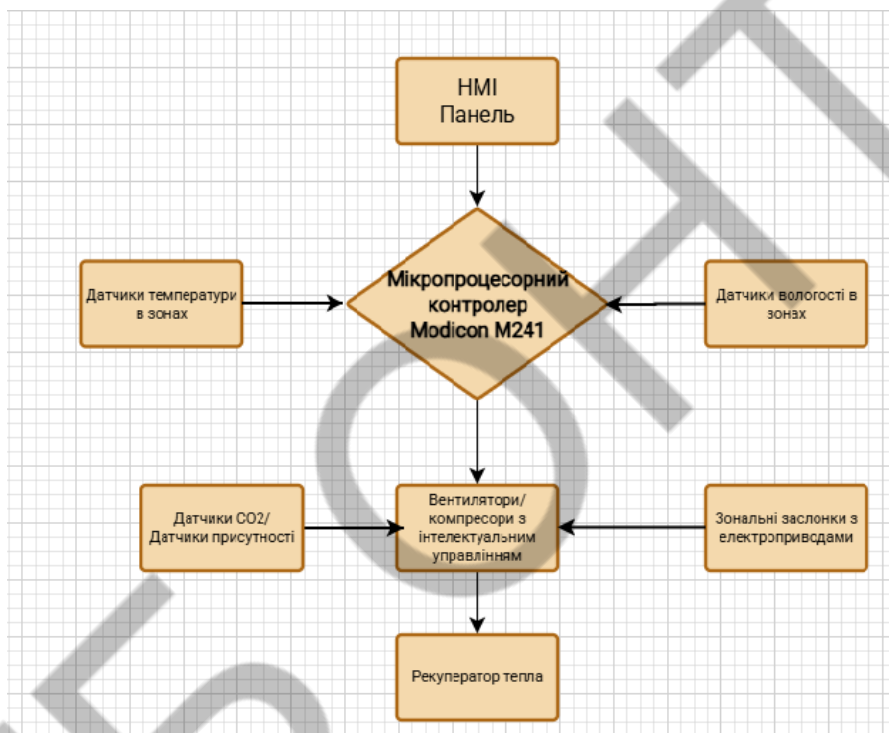 HMI
Панель
Мікропроцесорний
контролер
Modicon M241
Датчики температури
в зонах
Датчики вологості в
зонах
Датчики CO2/
Датчики присутності
Вентилятори/
компресори з
інтелектуальним
управлінням
Зональні заслонки з
електроприводами
Рекуператор тепла